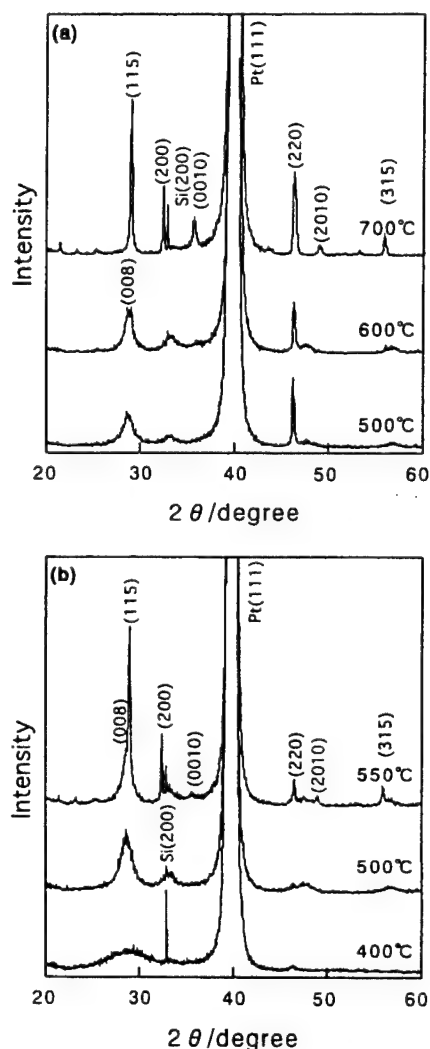 (a)
(115)
(200)
Si(200)
(0010)
Pt(111)
(220)
(2010)
(315)
700℃
(008)
600℃
500℃
Intensity
20 30 40 50 60
2 θ /degree
(b)
(115)
(008)
(200)
(0010)
Pt(111)
(220)
(2010)
(315)
550℃
Si(200)
500℃
400℃
Intensity
20 30 40 50 60
2 θ /degree